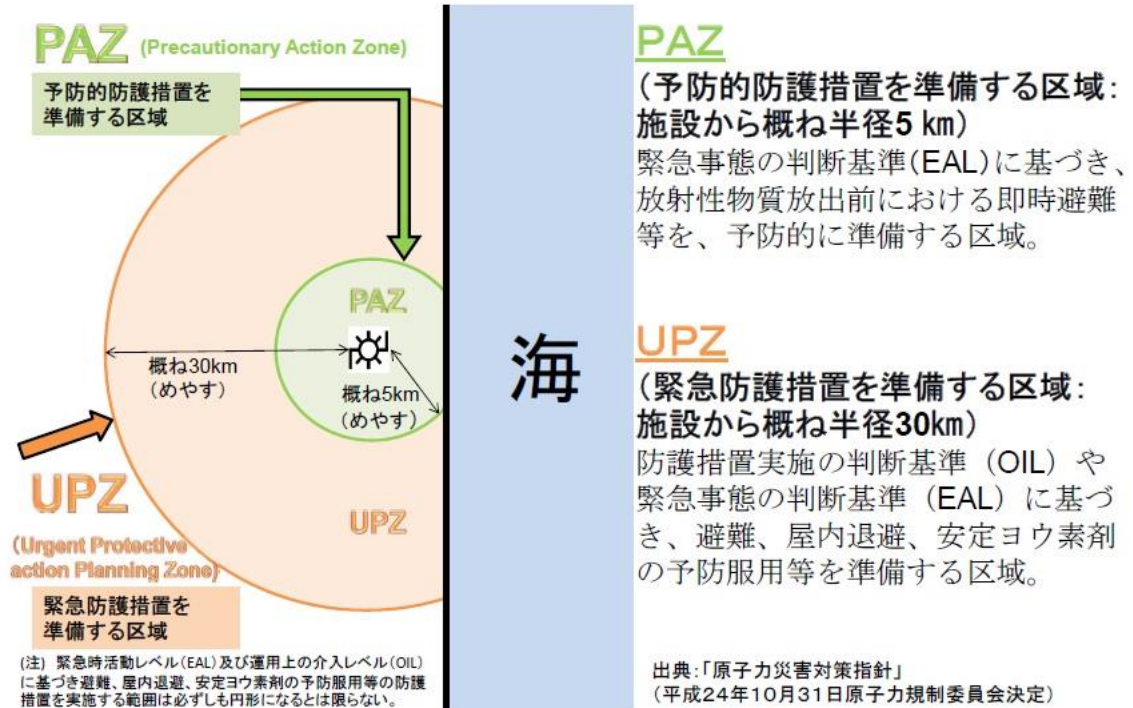 PAZ (Precautionary Action Zone)
予防的防護措置を
準備する区域
PAZ
概ね30km
(めやす)
概ね5km
(めやす)
UPZ
UPZ
(Urgent Protective
action Planning Zone)
緊急防護措置を
準備する区域
(注) 緊急時活動レベル(EAL)及び運用上の介入レベル(OIL)
に基づき避難、屋内退避、安定ヨウ素剤の予防服用等の防護
措置を実施する範囲は必ずしも円形になるとは限らない。
海
PAZ
(予防的防護措置を準備する区域:
施設から概ね半径5 km)
緊急事態の判断基準(EAL)に基づき、
放射性物質放出前における即時避難
等を、予防的に準備する区域。
UPZ
(緊急防護措置を準備する区域:
施設から概ね半径30㎞)
防護措置実施の判断基準（OIL）や
緊急事態の判断基準（EAL）に基づ
き、避難、屋内退避、安定ヨウ素剤
の予防服用等を準備する区域。
出典:「原子力災害対策指針」
(平成24年10月31日原子力規制委員会決定)